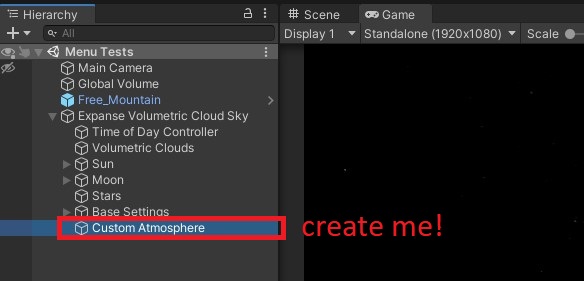 Hierarchy
Scene
Game
All
Display 1
Standalone (1920x1080)
Scale
Menu Tests
Main Camera
Global Volume
Free_Mountain
Expanse Volumetric Cloud Sky
Time of Day Controller
Volumetric Clouds
Sun
Moon
Stars
Base Settings
Custom Atmosphere
create me!